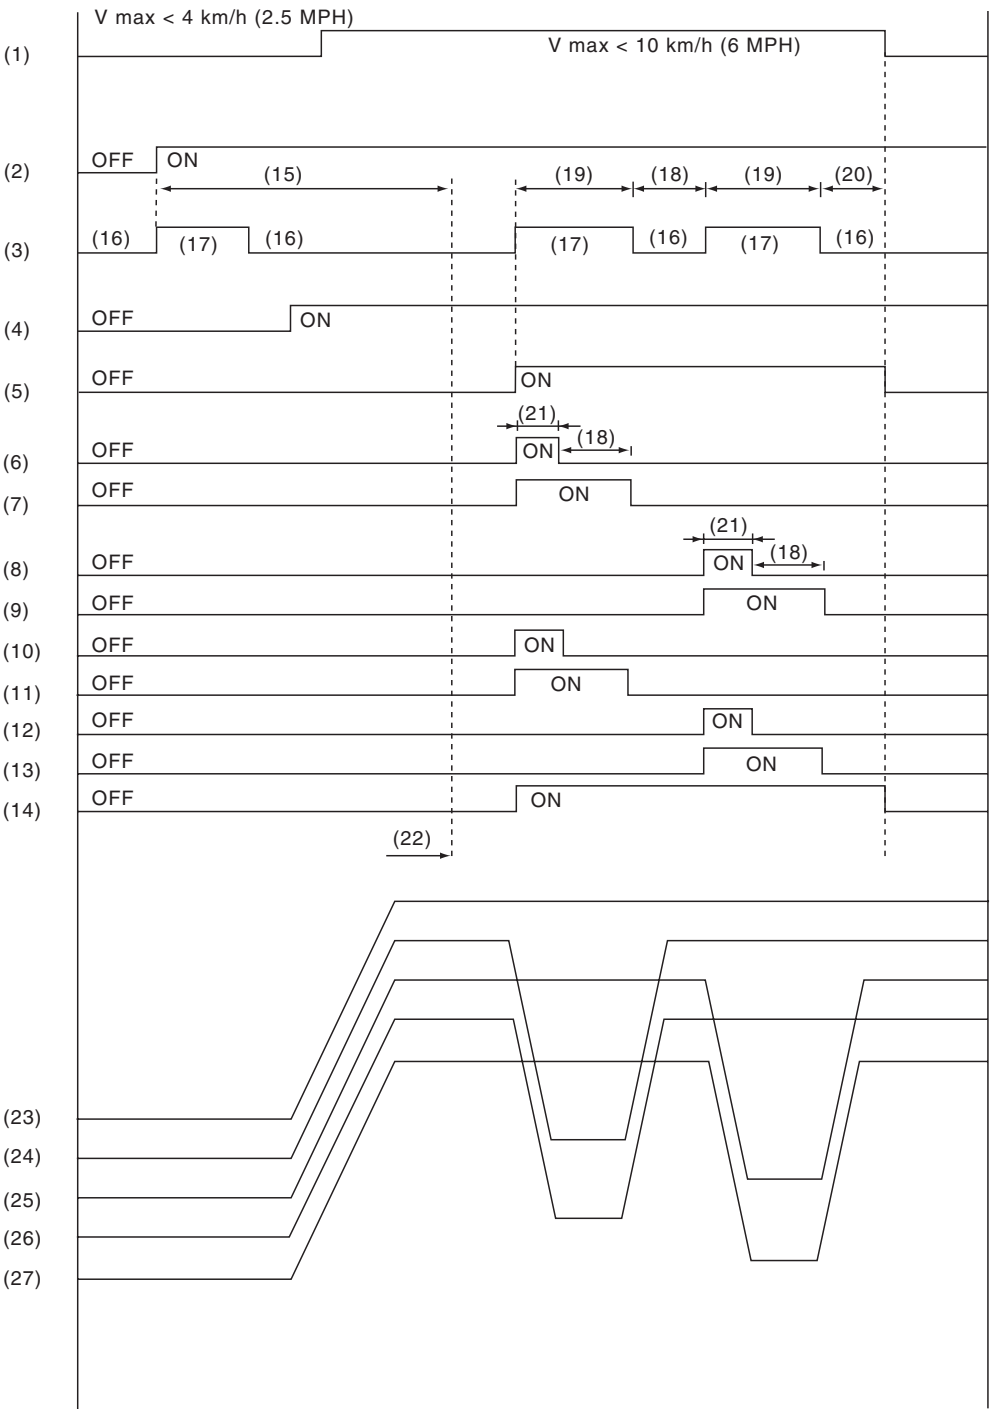 V max < 4 km/h (2.5 MPH)
(1) V max < 10 km/h (6 MPH)
(2) OFF ON
(15) (19) (18) (19) (20)
(3) (16) (17) (16) (17) (16) (17) (16)
(4) OFF ON
(5) OFF ON
(21)
(18)
(6) OFF ON
(7) OFF ON
(21)
(18)
(8) OFF ON
(9) OFF ON
(10) OFF ON
(11) OFF ON
(12) OFF ON
(13) OFF ON
(14) OFF ON
(22)
(23)
(24)
(25)
(26)
(27)